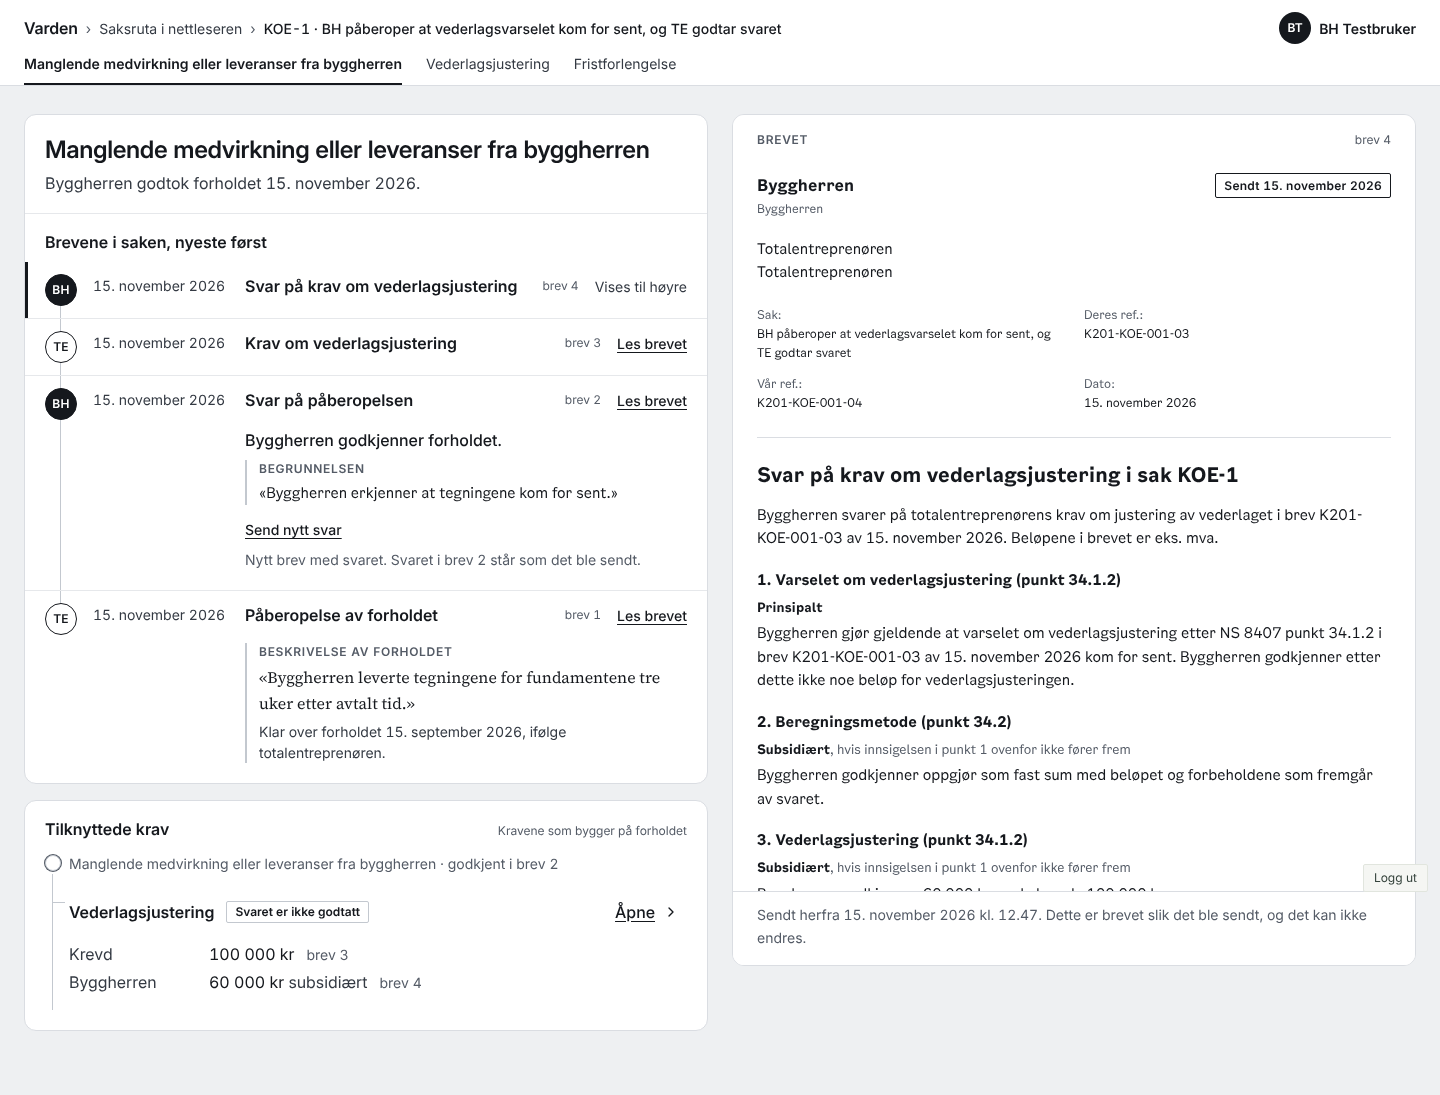 Varden › Saksruta i nettleseren › KOE-1 · BH påberoper at vederlagsvarselet kom for sent, og TE godtar svaret
BT BH Testbruker
Manglende medvirkning eller leveranser fra byggherren Vederlagsjustering Fristforlengelse
Manglende medvirkning eller leveranser fra byggherren
Byggherren godtok forholdet 15. november 2026.
Brevene i saken, nyeste først
BH 15. november 2026 Svar på krav om vederlagsjustering brev 4 Vises til høyre
TE 15. november 2026 Krav om vederlagsjustering brev 3 Les brevet
BH 15. november 2026 Svar på påberopelsen brev 2 Les brevet
Byggherren godkjenner forholdet.
BEGRUNNELSEN
«Byggherren erkjenner at tegningene kom for sent.»
Send nytt svar
Nytt brev med svaret. Svaret i brev 2 står som det ble sendt.
TE 15. november 2026 Påberopelse av forholdet brev 1 Les brevet
BESKRIVELSE AV FORHOLDET
«Byggherren leverte tegningene for fundamentene tre
uker etter avtalt tid.»
Klar over forholdet 15. september 2026, ifølge
totalentreprenøren.
Tilknyttede krav Kravene som bygger på forholdet
Manglende medvirkning eller leveranser fra byggherren · godkjent i brev 2
Vederlagsjustering Svaret er ikke godtatt Åpne
Krevd 100 000 kr brev 3
Byggherren 60 000 kr subsidiært brev 4
BREVET brev 4
Byggherren Sendt 15. november 2026
Byggherren
Totalentreprenøren
Totalentreprenøren
Sak: Deres ref.:
BH påberoper at vederlagsvarselet kom for sent, og K201-KOE-001-03
TE godtar svaret
Vår ref.: Dato:
K201-KOE-001-04 15. november 2026
Svar på krav om vederlagsjustering i sak KOE-1
Byggherren svarer på totalentreprenørens krav om justering av vederlaget i brev K201-
KOE-001-03 av 15. november 2026. Beløpene i brevet er eks. mva.
1. Varselet om vederlagsjustering (punkt 34.1.2)
Prinsipalt
Byggherren gjør gjeldende at varselet om vederlagsjustering etter NS 8407 punkt 34.1.2 i
brev K201-KOE-001-03 av 15. november 2026 kom for sent. Byggherren godkjenner etter
dette ikke noe beløp for vederlagsjusteringen.
2. Beregningsmetode (punkt 34.2)
Subsidiært, hvis innsigelsen i punkt 1 ovenfor ikke fører frem
Byggherren godkjenner oppgjør som fast sum med beløpet og forbeholdene som fremgår
av svaret.
3. Vederlagsjustering (punkt 34.1.2)
Subsidiært, hvis innsigelsen i punkt 1 ovenfor ikke fører frem
Logg ut
Sendt herfra 15. november 2026 kl. 12.47. Dette er brevet slik det ble sendt, og det kan ikke
endres.